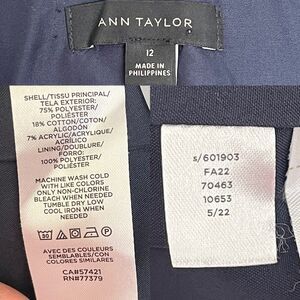 ANN TAYLOR
12
MADE IN
PHILIPPINES
SHELL/TISSU PRINCIPAL/
TELA EXTERIOR:
75% POLYESTER/
POLIÉSTER
18% COTTON/COTON/
ALGODÓN
7% ACRYLIC/ACRYLIQUE/
ACRÍLICO
LINING/DOUBLURE/
FORRO:
100% POLYESTER/
POLIÉSTER
MACHINE WASH COLD
WITH LIKE COLORS
ONLY NON-CHLORINE
BLEACH WHEN NEEDED
TUMBLE DRY LOW
COOL IRON WHEN
NEEDED
AVEC DES COULEURS
SEMBLABLES/CON
COLORES SIMILARES
CA#57421
RN#77379
s/601903
FA22
70463
10653
5/22